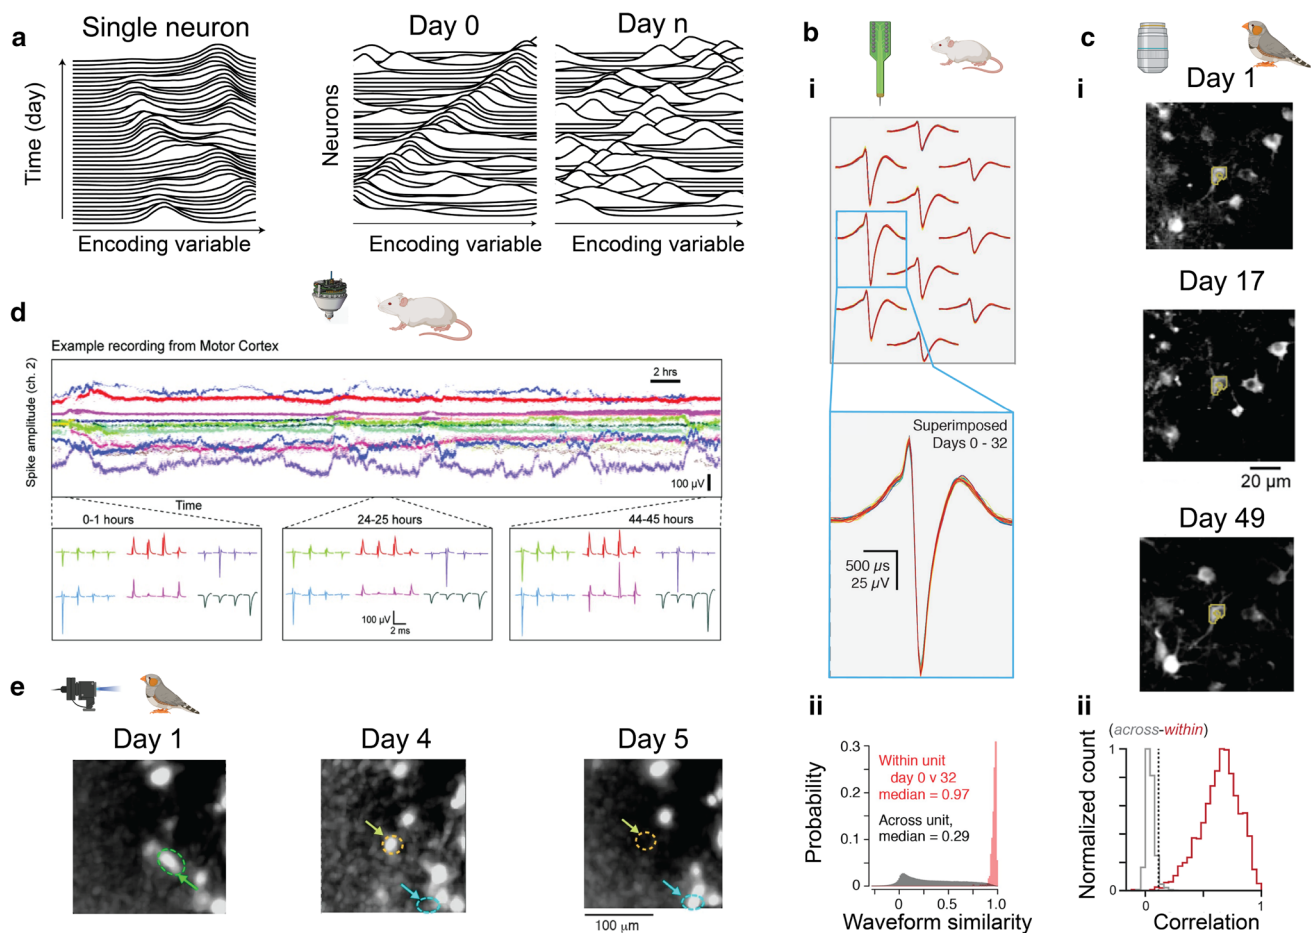 a
Single neuron
Day 0
Day n
Time (day)
Neurons
Encoding variable
Encoding variable
Encoding variable
b
i
Superimposed
Days 0 - 32
500 µs
25 µV
ii
Probability
0.3
0.2
0.1
0
Within unit
day 0 v 32
median = 0.97
Across unit,
median = 0.29
0
0.5
1.0
Waveform similarity
c
i
Day 1
Day 17
20 µm
Day 49
ii
(across-within)
Normalized count
1
0
0
1
Correlation
d
Example recording from Motor Cortex
Spike amplitude (ch. 2)
2 hrs
100 µV
Time
0-1 hours
24-25 hours
44-45 hours
100 µV
2 ms
e
Day 1
Day 4
Day 5
100 µm